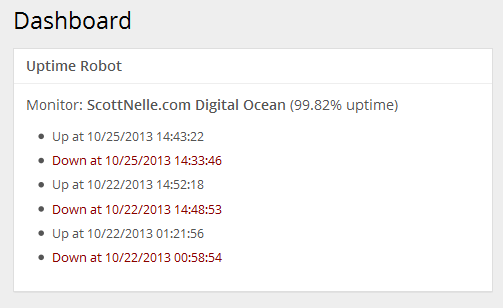 Dashboard
Uptime Robot
Monitor: ScottNelle.com Digital Ocean (99.82% uptime)
Up at 10/25/2013 14:43:22
Down at 10/25/2013 14:33:46
Up at 10/22/2013 14:52:18
Down at 10/22/2013 14:48:53
Up at 10/22/2013 01:21:56
Down at 10/22/2013 00:58:54